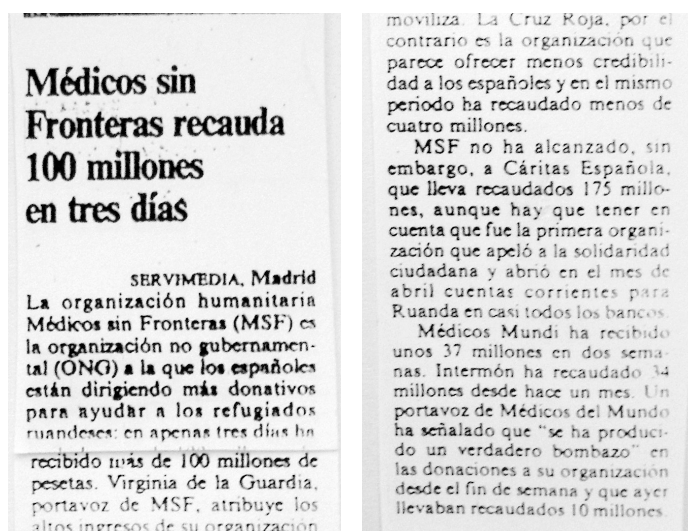 Médicos sin
Fronteras recauda
100 millones
en tres días
SERVIMEDIA, Madrid
La organización humanitaria
Médicos sin Fronteras (MSF) es
la organización no gubernamen-
tal (ONG) a la que los españoles
están dirigiendo más donativos
para ayudar a los refugiados
ruandeses: en apenas tres días ha
recibido más de 100 millones de
pesetas. Virginia de la Guardia,
portavoz de MSF, atribuye los
altos ingresos de su organización
moviliza. La Cruz Roja, por el
contrario es la organización que
parece ofrecer menos credibili-
dad a los españoles y en el mismo
periodo ha recaudado menos de
cuatro millones.
MSF no ha alcanzado, sin
embargo, a Cáritas Española,
que lleva recaudados 175 millo-
nes, aunque hay que tener en
cuenta que fue la primera organi-
zación que apeló a la solidaridad
ciudadana y abrió en el mes de
abril cuentas corrientes para
Ruanda en casi todos los bancos.
Médicos Mundi ha recibido
unos 37 millones en dos sema-
nas. Intermón ha recaudado 34
millones desde hace un mes. Un
portavoz de Médicos del Mundo
ha señalado que "se ha produci-
do un verdadero bombazo" en
las donaciones a su organización
desde el fin de semana y que ayer
llevaban recaudados 10 millones.